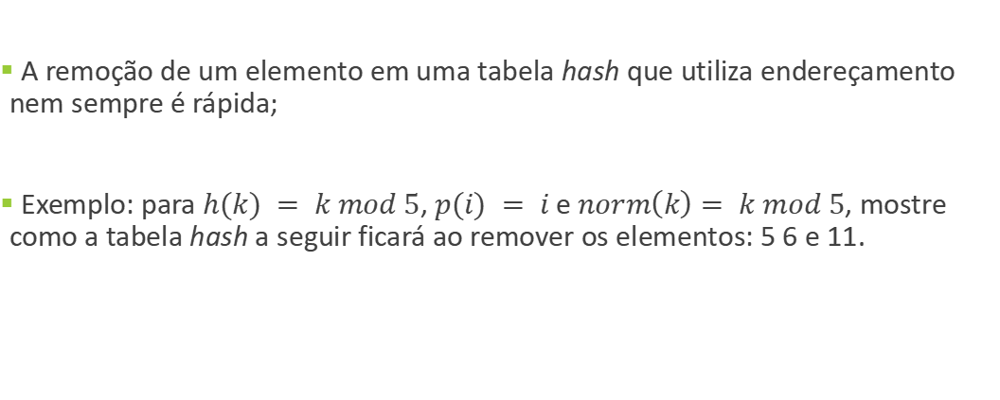 ▪ A remoção de um elemento em uma tabela hash que utiliza endereçamento
nem sempre é rápida;
▪ Exemplo: para h(k) = k mod 5, p(i) = i e norm(k) = k mod 5, mostre
como a tabela hash a seguir ficará ao remover os elementos: 5 6 e 11.